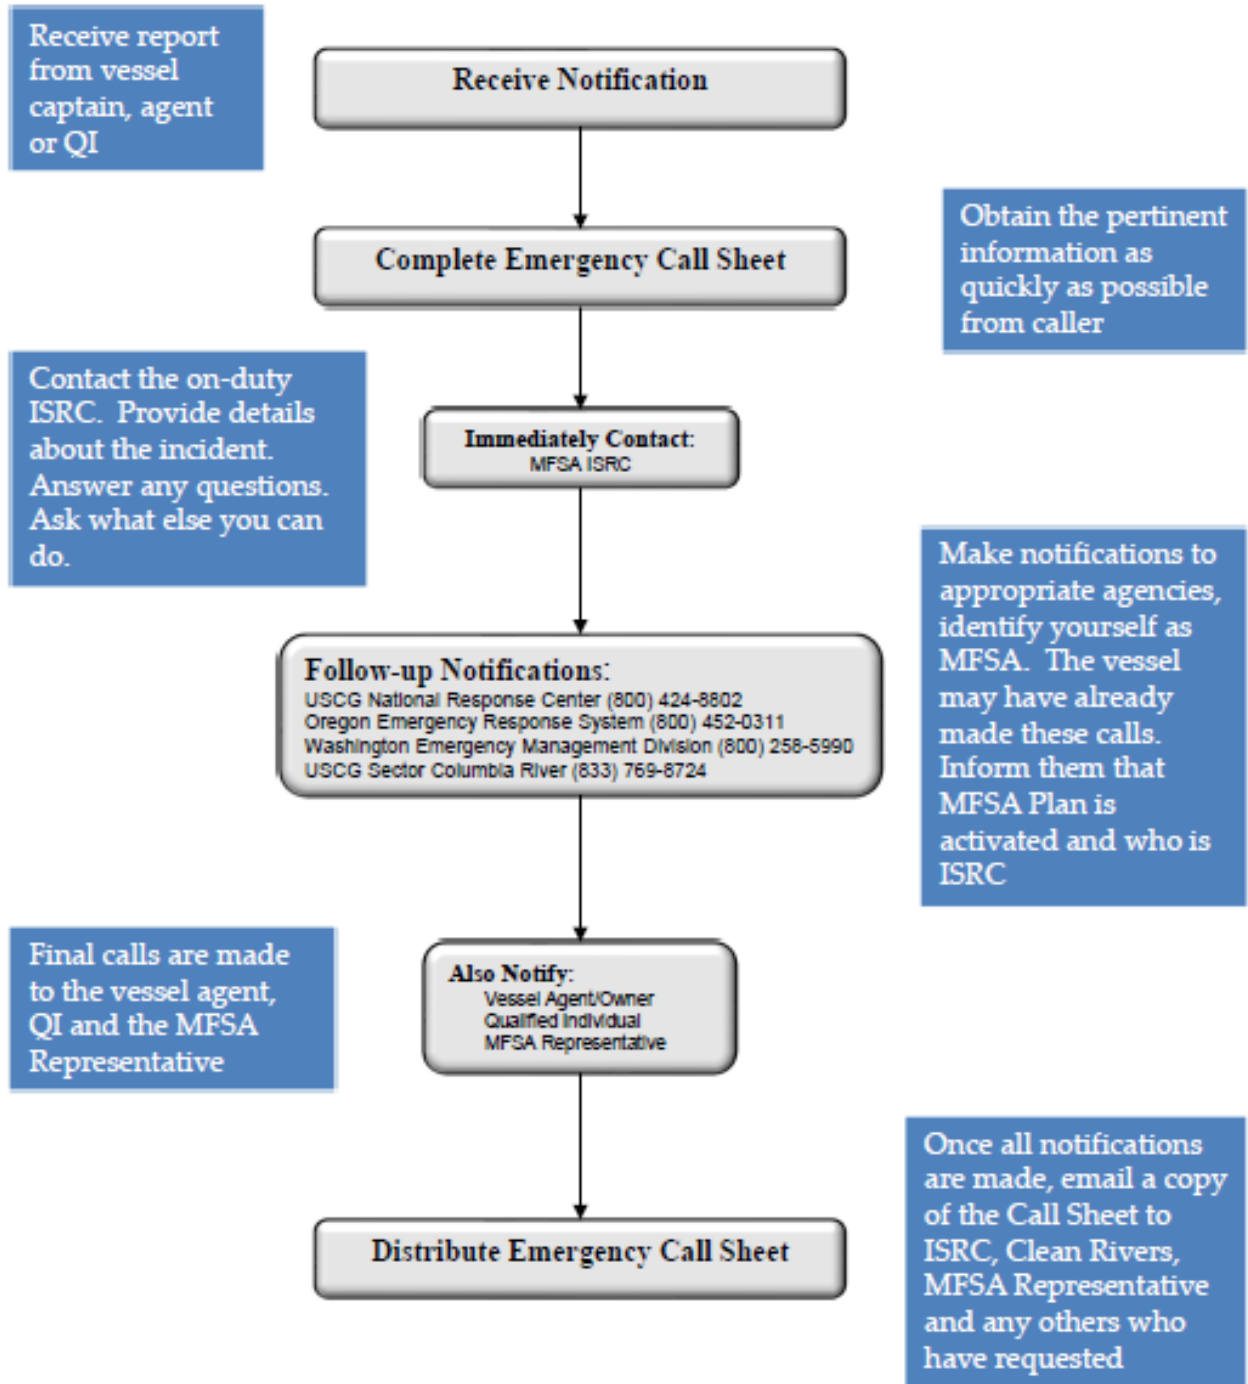 Receive report
from vessel
captain, agent
or QI
Receive Notification
Complete Emergency Call Sheet
Obtain the pertinent
information as
quickly as possible
from caller
Contact the on-duty
ISRC.  Provide details
about the incident.
Answer any questions.
Ask what else you can
do.
Immediately Contact:
MFSA ISRC
Follow-up Notifications:
USCG National Response Center (800) 424-8802
Oregon Emergency Response System (800) 452-0311
Washington Emergency Management Division (800) 258-5990
USCG Sector Columbia River (833) 769-8724
Make notifications to
appropriate agencies,
identify yourself as
MFSA.  The vessel
may have already
made these calls.
Inform them that
MFSA Plan is
activated and who is
ISRC
Final calls are made
to the vessel agent,
QI and the MFSA
Representative
Also Notify:
Vessel Agent/Owner
Qualified Individual
MFSA Representative
Distribute Emergency Call Sheet
Once all notifications
are made, email a copy
of the Call Sheet to
ISRC, Clean Rivers,
MFSA Representative
and any others who
have requested